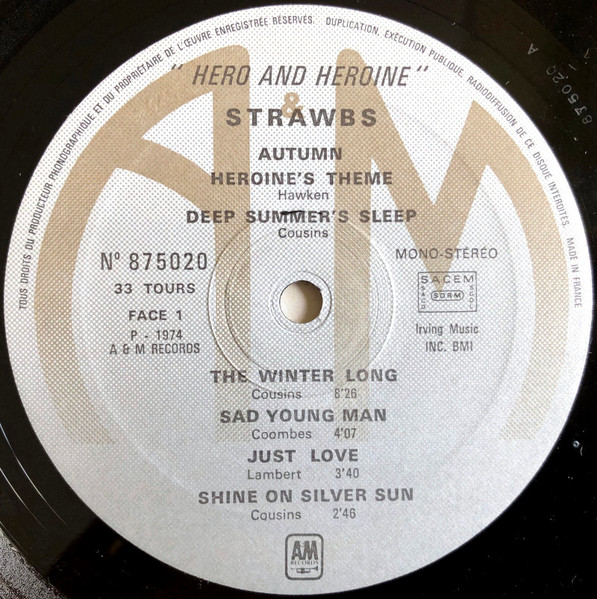 TOUS DROITS DU PRODUCTEUR PHONOGRAPHIQUE ET DU PROPRIÉTAIRE DE L'ŒUVRE ENREGISTRÉE RÉSERVÉS. DUPLICATION, EXÉCUTION PUBLIQUE, RADIODIFFUSION DE CE DISQUE INTERDITES. MADE IN FRANCE
A&M
"HERO AND HEROINE"
STRAWBS
AUTUMN
HEROINE'S THEME
Hawken
DEEP SUMMER'S SLEEP
Cousins
N° 875020
33 TOURS
FACE 1
P - 1974
A & M RECORDS
MONO-STÉRÉO
SACEM
SACD SDRM SGDL
Irving Music
INC. BMI
THE WINTER LONG
Cousins 8'26
SAD YOUNG MAN
Coombes 4'07
JUST LOVE
Lambert 3'40
SHINE ON SILVER SUN
Cousins 2'46
A&M
RECORDS
875020 A